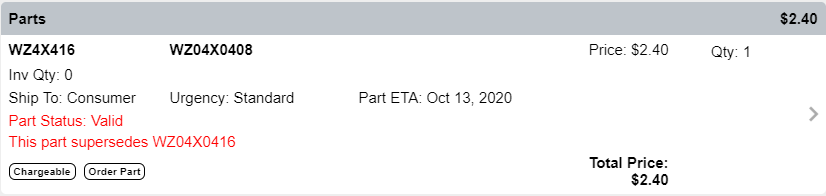 Parts $2.40
WZ4X416 WZ04X0408 Price: $2.40 Qty: 1
Inv Qty: 0
Ship To: Consumer Urgency: Standard Part ETA: Oct 13, 2020
Part Status: Valid
This part supersedes WZ04X0416
Chargeable Order Part Total Price:
$2.40